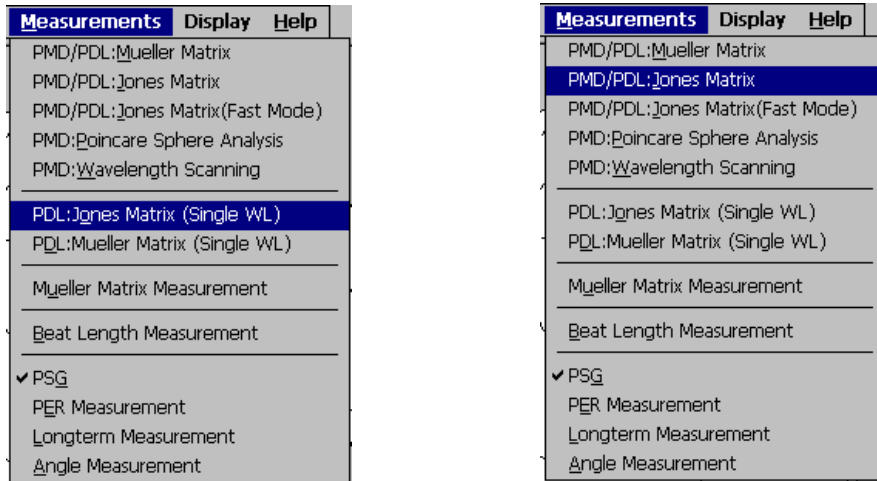 Measurements Display Help
PMD/PDL:Mueller Matrix
PMD/PDL:Jones Matrix
PMD/PDL:Jones Matrix(Fast Mode)
PMD:Poincare Sphere Analysis
PMD:Wavelength Scanning
PDL:Jones Matrix (Single WL)
PDL:Mueller Matrix (Single WL)
Mueller Matrix Measurement
Beat Length Measurement
PSG
PER Measurement
Longterm Measurement
Angle Measurement
Measurements Display Help
PMD/PDL:Mueller Matrix
PMD/PDL:Jones Matrix
PMD/PDL:Jones Matrix(Fast Mode)
PMD:Poincare Sphere Analysis
PMD:Wavelength Scanning
PDL:Jones Matrix (Single WL)
PDL:Mueller Matrix (Single WL)
Mueller Matrix Measurement
Beat Length Measurement
PSG
PER Measurement
Longterm Measurement
Angle Measurement